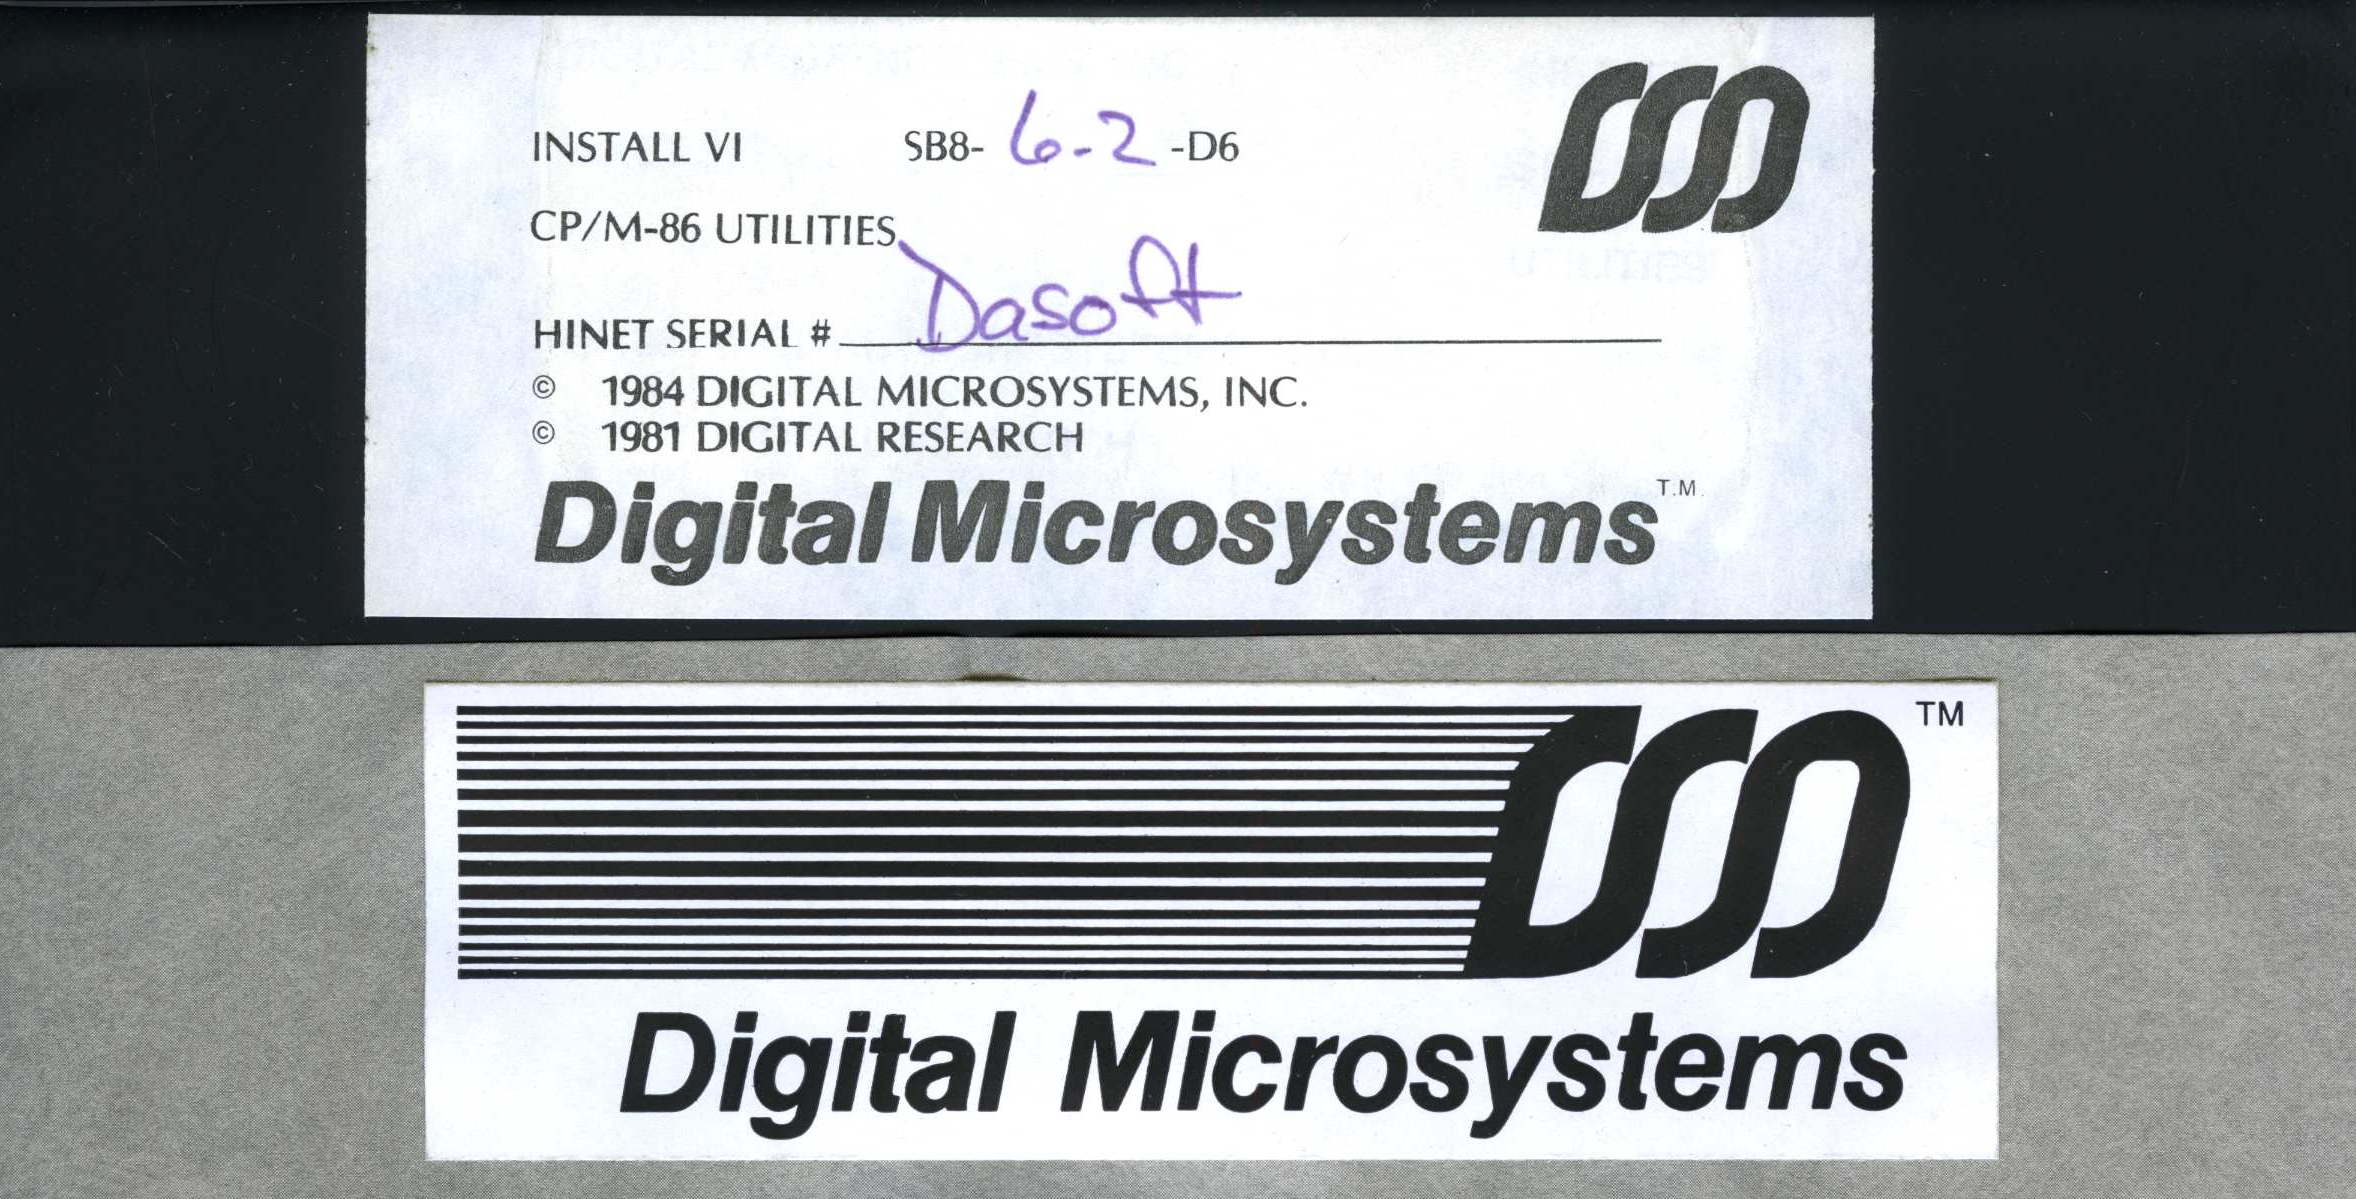 INSTALL VI SB8- 6-2 -D6
CP/M-86 UTILITIES
HINET SERIAL # Dasoft
© 1984 DIGITAL MICROSYSTEMS, INC.
© 1981 DIGITAL RESEARCH
Digital Microsystems T.M.
TM
Digital Microsystems